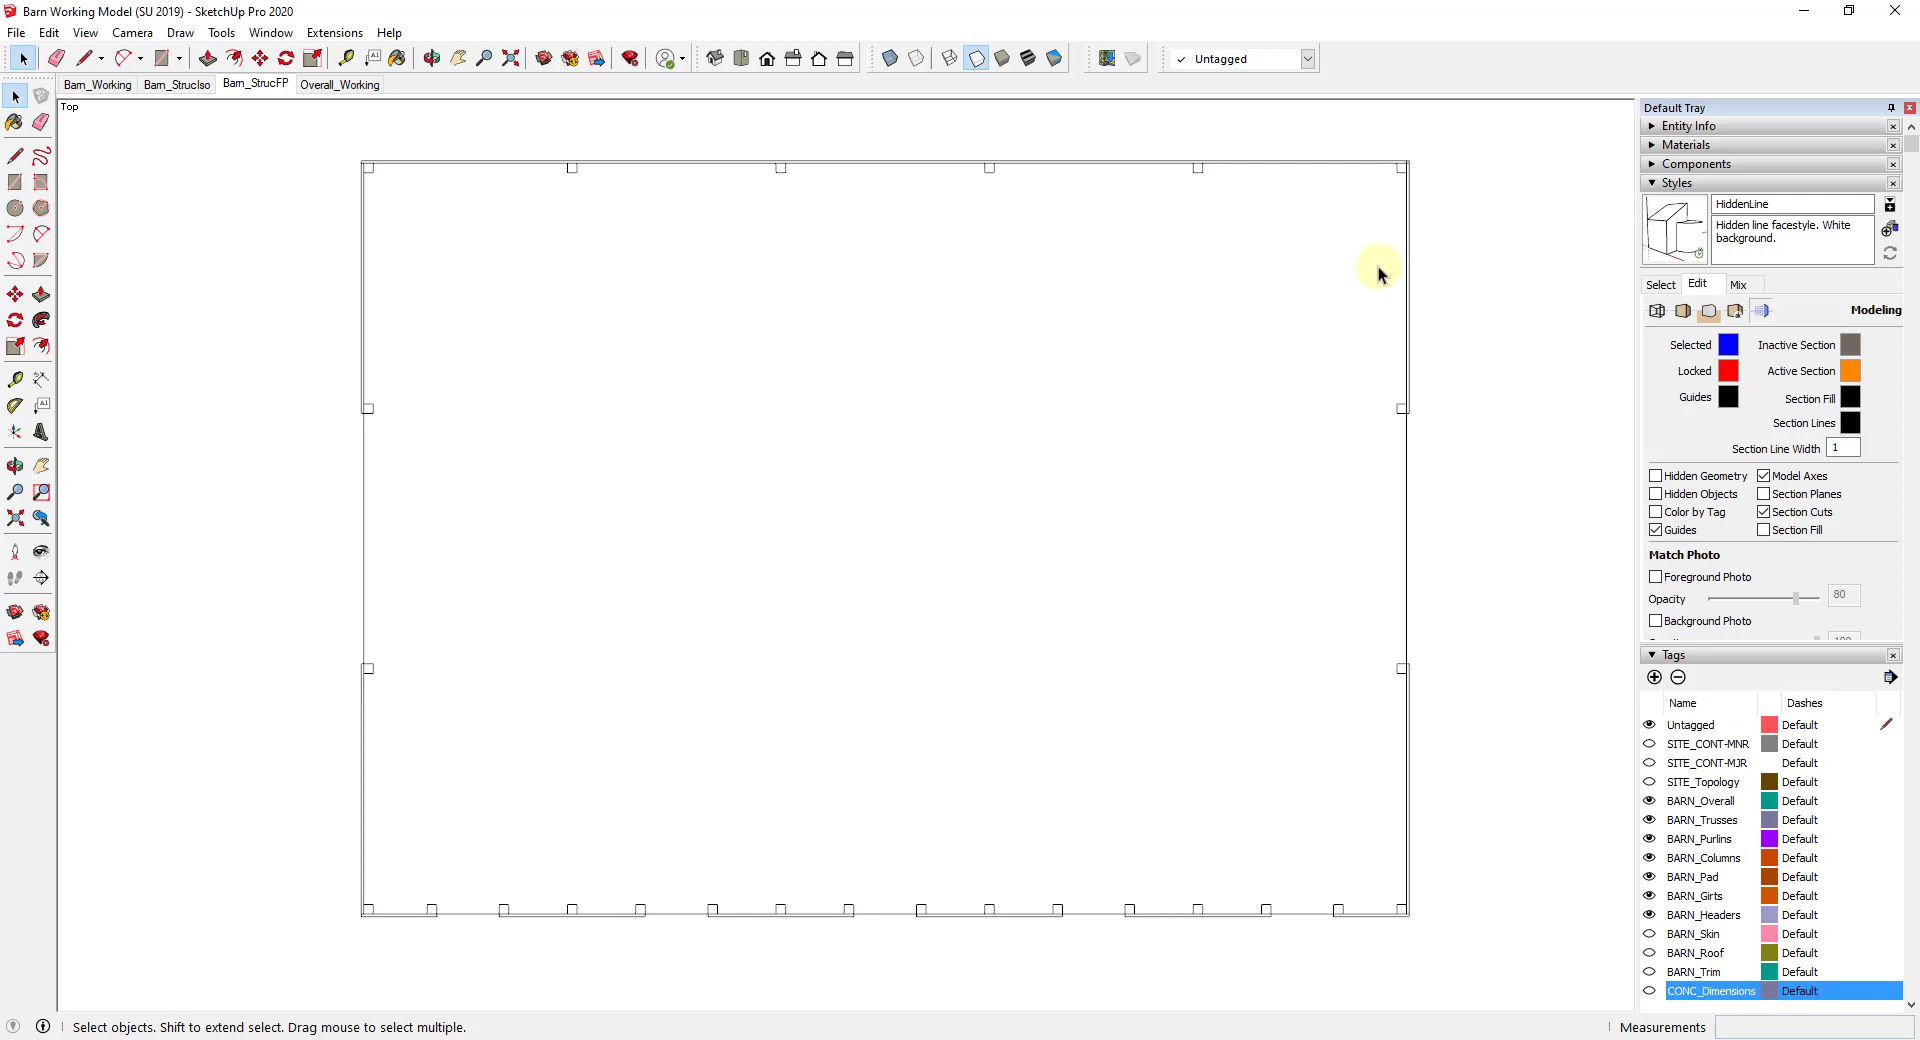 Barn Working Model (SU 2019) - SketchUp Pro 2020
File Edit View Camera Draw Tools Window Extensions Help
Untagged
Barn_Working Barn_StrucIso Barn_StrucFP Overall_Working
Top
Default Tray
Entity Info
Materials
Components
Styles
HiddenLine
Hidden line facestyle. White
background.
Select Edit Mix
Modeling
Selected Inactive Section
Locked Active Section
Guides Section Fill
Section Lines
Section Line Width 1
Hidden Geometry Model Axes
Hidden Objects Section Planes
Color by Tag Section Cuts
Guides Section Fill
Match Photo
Foreground Photo
Opacity 80
Background Photo
Tags
Name Dashes
Untagged Default
SITE_CONT-MNR Default
SITE_CONT-MJR Default
SITE_Topology Default
BARN_Overall Default
BARN_Trusses Default
BARN_Purlins Default
BARN_Columns Default
BARN_Pad Default
BARN_Girts Default
BARN_Headers Default
BARN_Skin Default
BARN_Roof Default
BARN_Trim Default
CONC_Dimensions Default
Select objects. Shift to extend select. Drag mouse to select multiple.
Measurements